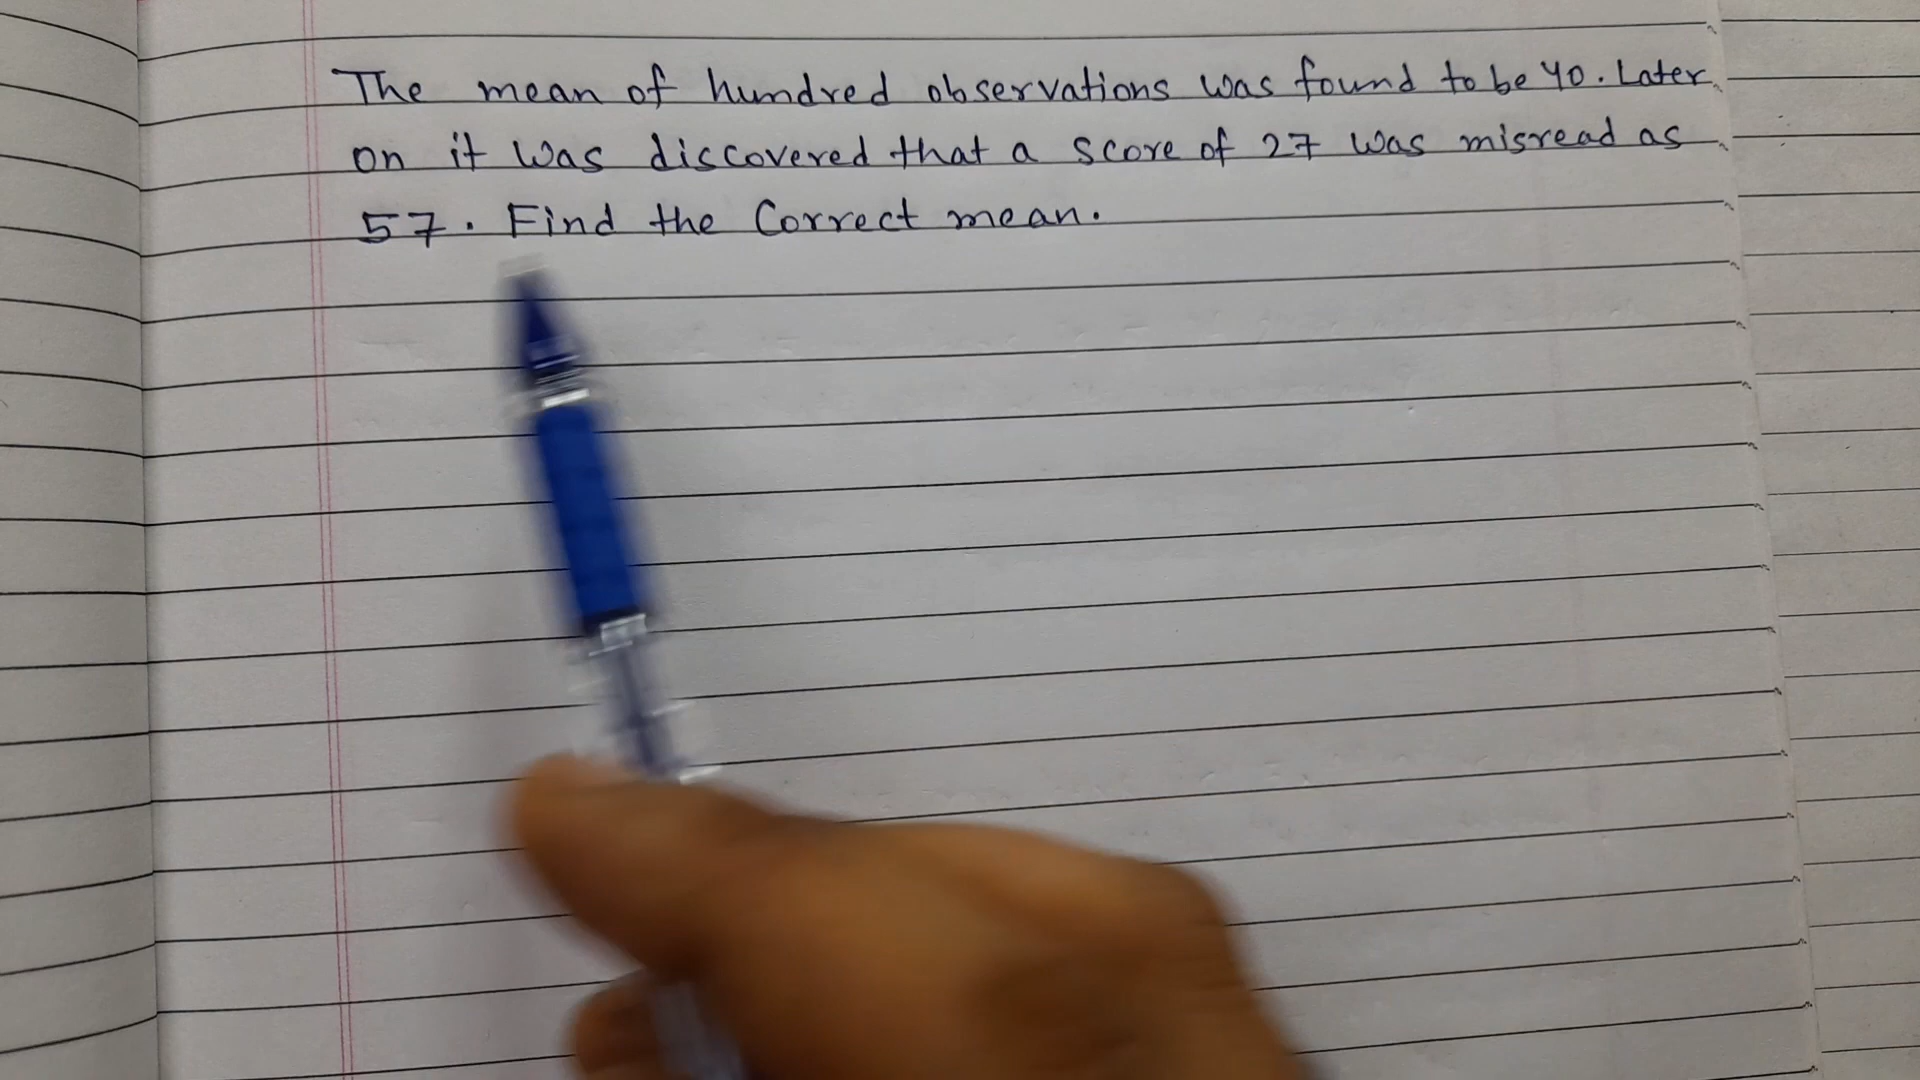 The mean of hundred observations was found to be 40. Later
on it was discovered that a score of 27 was misread as
57. Find the Correct mean.